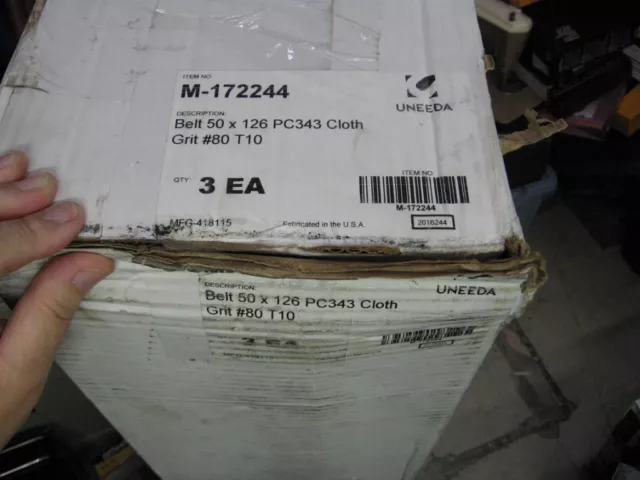 ITEM NO
M-172244
UNEEDA
DESCRIPTION
Belt 50 x 126 PC343 Cloth
Grit #80 T10
QTY: 3 EA
ITEM NO
M-172244
MFG-418115
Fabricated in the U.S.A.
2016244
DESCRIPTION
Belt 50 x 126 PC343 Cloth
Grit #80 T10
UNEEDA
3 EA